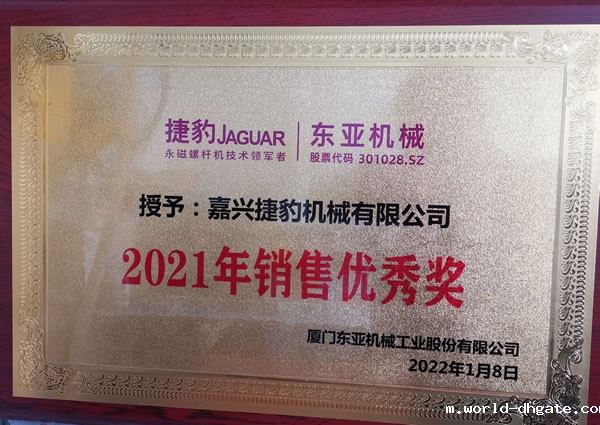 捷豹JAGUAR 东亚机械
永磁螺杆机技术领军者 股票代码 301028.SZ
授予：嘉兴捷豹机械有限公司
2021年销售优秀奖
厦门东亚机械工业股份有限公司
2022年1月8日
m.world-dhgate.com